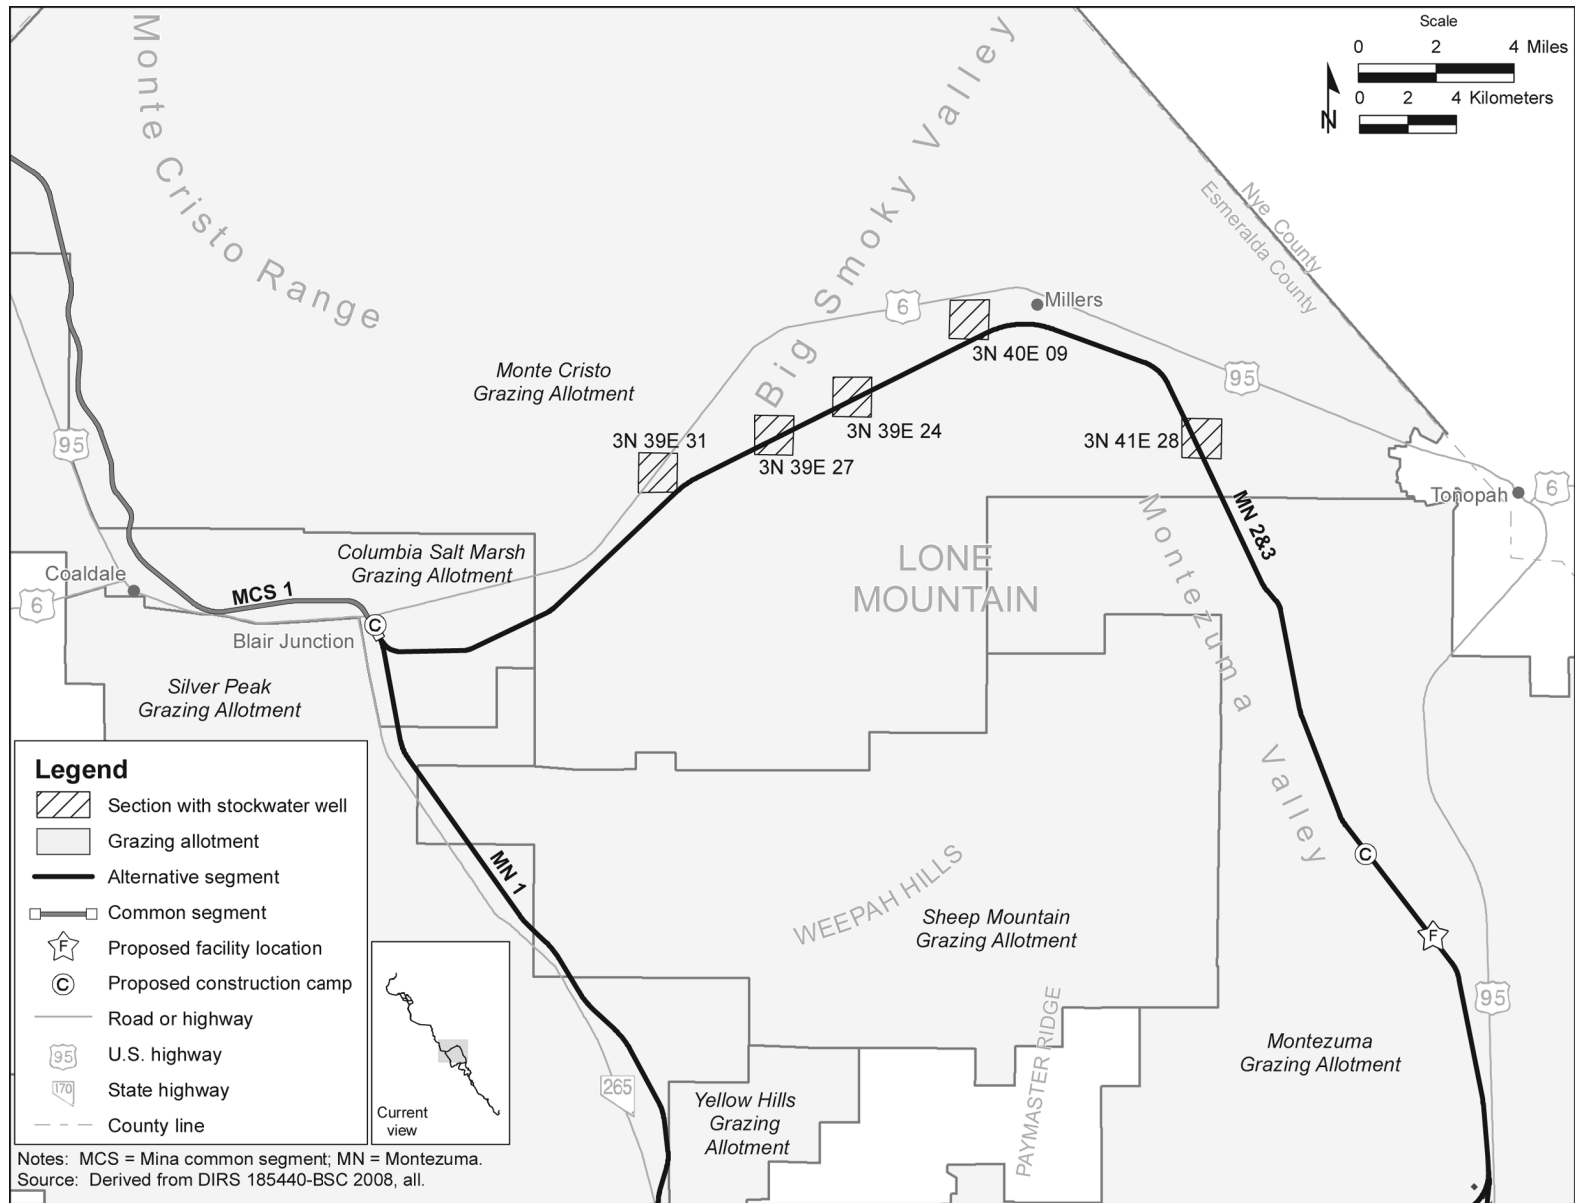 Scale
0 2 4 Miles
0 2 4 Kilometers
N
Monte Cristo Range
Big Smoky Valley
Nye County
Esmeralda County
6
Millers
3N 40E 09
Monte Cristo
Grazing Allotment
95
3N 39E 24
3N 39E 31
3N 39E 27
3N 41E 28
95
Tonopah
6
MN 2&3
Montezuma Valley
LONE
MOUNTAIN
Columbia Salt Marsh
Grazing Allotment
Coaldale
6
MCS 1
C
Blair Junction
Silver Peak
Grazing Allotment
MN 1
WEEPAH HILLS
Sheep Mountain
Grazing Allotment
C
F
95
PAYMASTER RIDGE
Montezuma
Grazing Allotment
265
Yellow Hills
Grazing
Allotment
Legend
Section with stockwater well
Grazing allotment
Alternative segment
Common segment
F Proposed facility location
C Proposed construction camp
Road or highway
95 U.S. highway
170 State highway
County line
Current
view
Notes: MCS = Mina common segment; MN = Montezuma.
Source: Derived from DIRS 185440-BSC 2008, all.